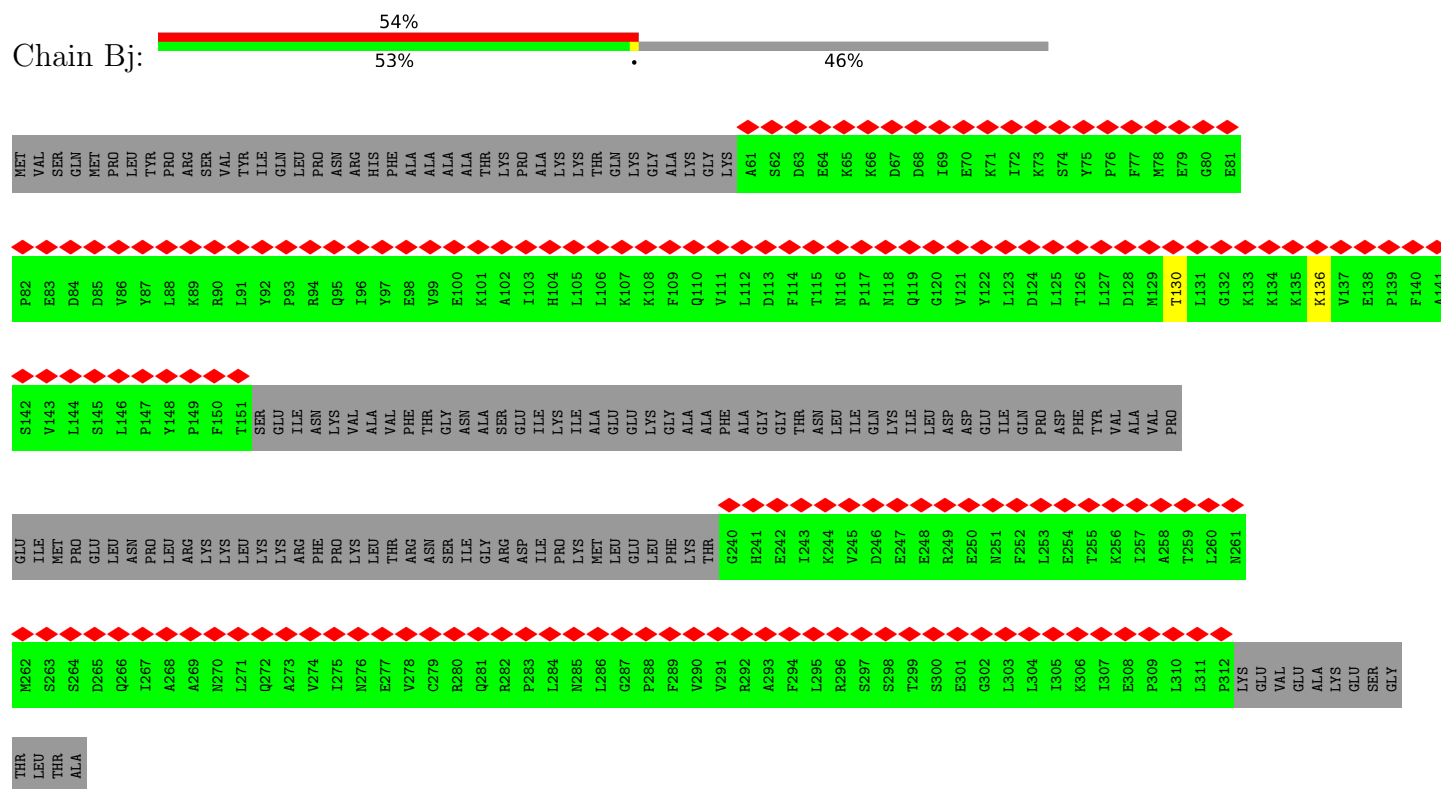 54%
Chain Bj:
53% • 46%
MET VAL SER GLN MET PRO LEU TYR PRO ARG SER VAL TYR ILE GLN LEU PRO ASN ARG HIS PHE ALA ALA ALA ALA THR LYS PRO ALA LYS LYS THR GLN LYS GLY ALA LYS GLY LYS A61 S62 D63 E64 K65 K66 D67 D68 I69 E70 K71 I72 K73 S74 Y75 P76 F77 M78 E79 G80 E81
P82 E83 D84 D85 V86 Y87 L88 K89 R90 L91 Y92 P93 R94 Q95 I96 Y97 E98 V99 E100 K101 A102 I103 H104 L105 L106 K107 K108 F109 Q110 V111 L112 D113 F114 T115 N116 P117 N118 Q119 G120 V121 Y122 L123 D124 L125 T126 L127 D128 M129 T130 L131 G132 K133 K134 K135 K136 V137 E138 P139 F140 A141
S142 V143 L144 S145 L146 P147 Y148 P149 F150 T151 SER GLU ILE ASN LYS VAL ALA VAL PHE THR GLY ASN ALA SER GLU ILE LYS ILE ALA GLU GLU LYS GLY ALA ALA PHE ALA GLY GLY THR ASN LEU ILE GLN LYS ILE LEU ASP ASP GLU ILE GLN PRO ASP PHE TYR VAL ALA VAL PRO
GLU ILE MET PRO GLU LEU ASN PRO LEU ARG LYS LYS LEU LYS LYS ARG PHE PRO LYS LEU THR ARG ASN SER ILE GLY ARG ASP ILE PRO LYS MET LEU GLU LEU PHE LYS THR G240 H241 E242 I243 K244 V245 D246 E247 E248 R249 E250 N251 F252 L253 E254 T255 K256 I257 A258 T259 L260 N261
M262 S263 S264 D265 Q266 I267 A268 A269 N270 L271 Q272 A273 V274 I275 N276 E277 V278 C279 R280 Q281 R282 P283 L284 N285 L286 G287 P288 F289 V290 V291 R292 A293 F294 L295 R296 S297 S298 T299 S300 E301 G302 L303 L304 I305 K306 I307 E308 P309 L310 L311 P312 LYS LYS GLU VAL GLU ALA LYS GLU SER GLY
THR LEU THR ALA